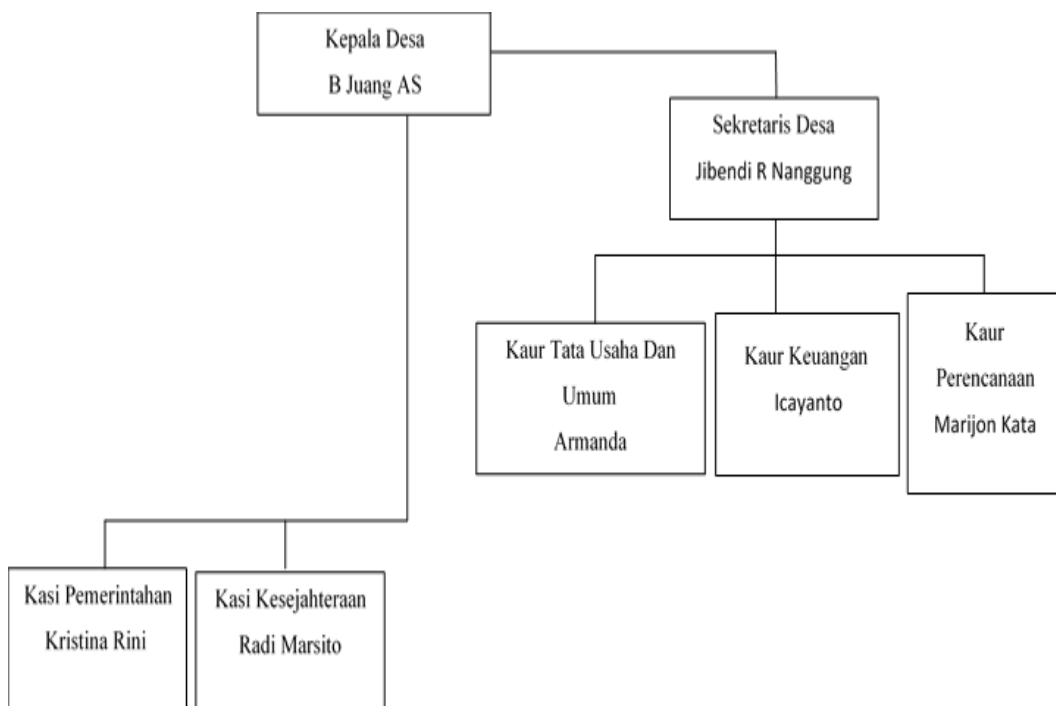 Kepala Desa
B Juang AS
Sekretaris Desa
Jibendi R Nanggung
Kaur Tata Usaha Dan
Umum
Armanda
Kaur Keuangan
Icayanto
Kaur
Perencanaan
Marijon Kata
Kasi Pemerintahan
Kristina Rini
Kasi Kesejahteraan
Radi Marsito